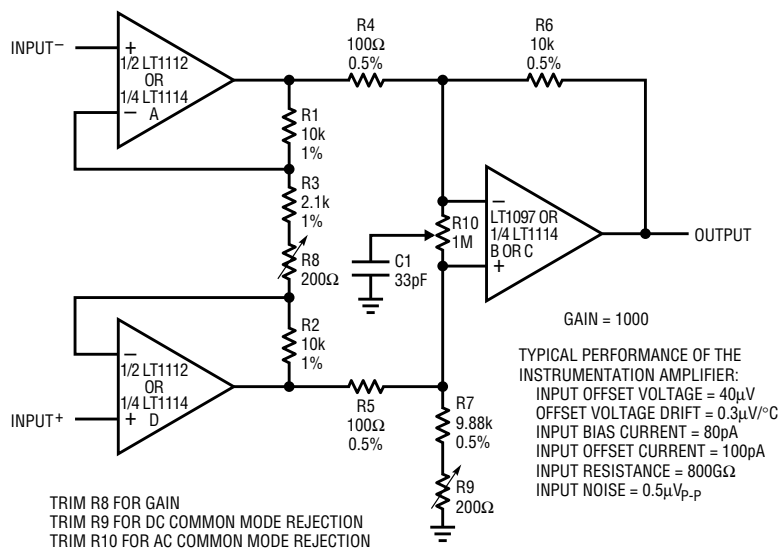 INPUT–
+
1/2 LT1112
OR
1/4 LT1114
A
–
R4
100Ω
0.5%
R6
10k
0.5%
R1
10k
1%
R3
2.1k
1%
R8
200Ω
R10
1M
C1
33pF
–
LT1097 OR
1/4 LT1114
B OR C
+
OUTPUT
R2
10k
1%
–
1/2 LT1112
OR
1/4 LT1114
D
+
INPUT+
R5
100Ω
0.5%
R7
9.88k
0.5%
R9
200Ω
GAIN = 1000
TYPICAL PERFORMANCE OF THE
INSTRUMENTATION AMPLIFIER:
INPUT OFFSET VOLTAGE = 40µV
OFFSET VOLTAGE DRIFT = 0.3µV/°C
INPUT BIAS CURRENT = 80pA
INPUT OFFSET CURRENT = 100pA
INPUT RESISTANCE = 800GΩ
INPUT NOISE = 0.5µVP-P
TRIM R8 FOR GAIN
TRIM R9 FOR DC COMMON MODE REJECTION
TRIM R10 FOR AC COMMON MODE REJECTION